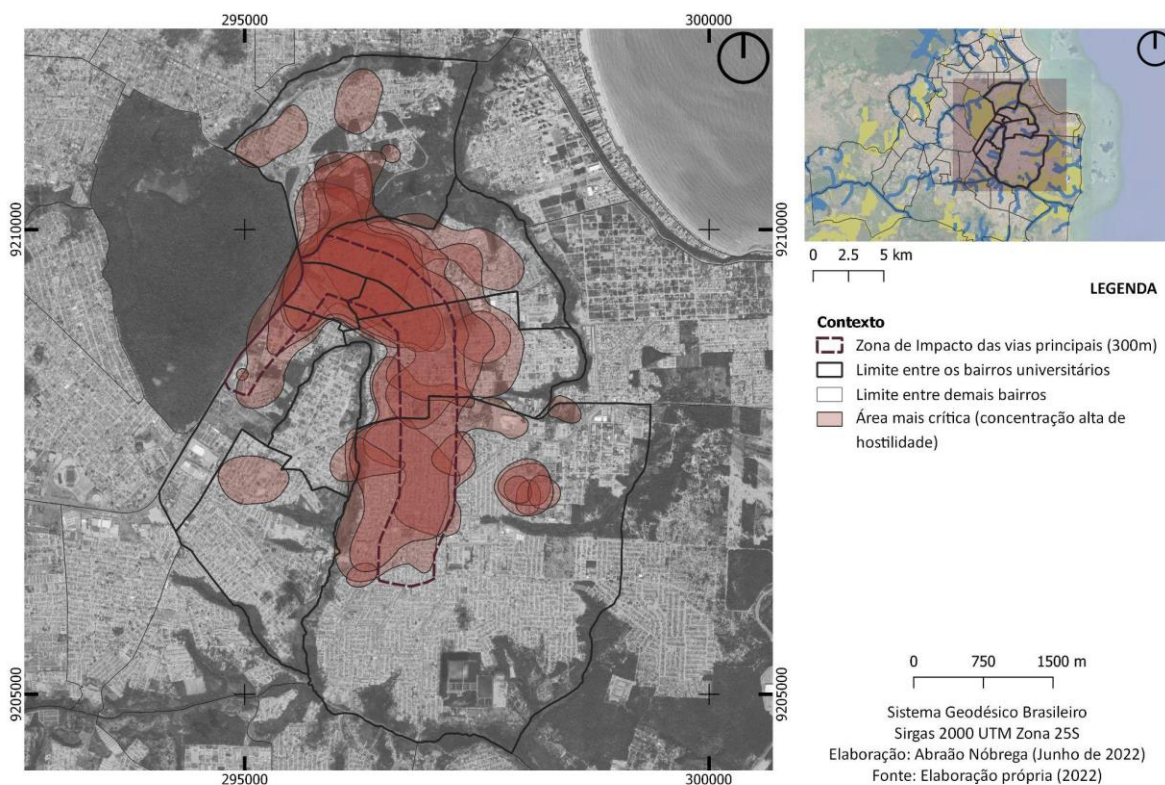 295000
300000
9210000
9210000
9205000
9205000
295000
300000
0 2.5 5 km
LEGENDA
Contexto
Zona de Impacto das vias principais (300m)
Limite entre os bairros universitários
Limite entre demais bairros
Área mais crítica (concentração alta de
hostilidade)
0 750 1500 m
Sistema Geodésico Brasileiro
Sirgas 2000 UTM Zona 25S
Elaboração: Abraão Nóbrega (Junho de 2022)
Fonte: Elaboração própria (2022)